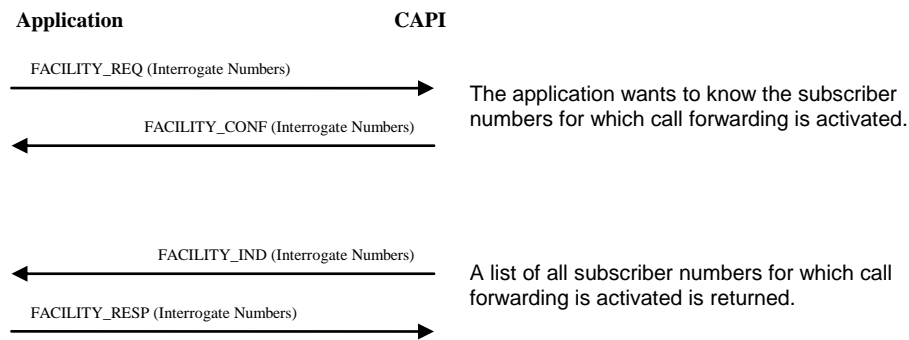 Application CAPI
FACILITY_REQ (Interrogate Numbers)
The application wants to know the subscriber
numbers for which call forwarding is activated.
FACILITY_CONF (Interrogate Numbers)
FACILITY_IND (Interrogate Numbers)
A list of all subscriber numbers for which call
forwarding is activated is returned.
FACILITY_RESP (Interrogate Numbers)